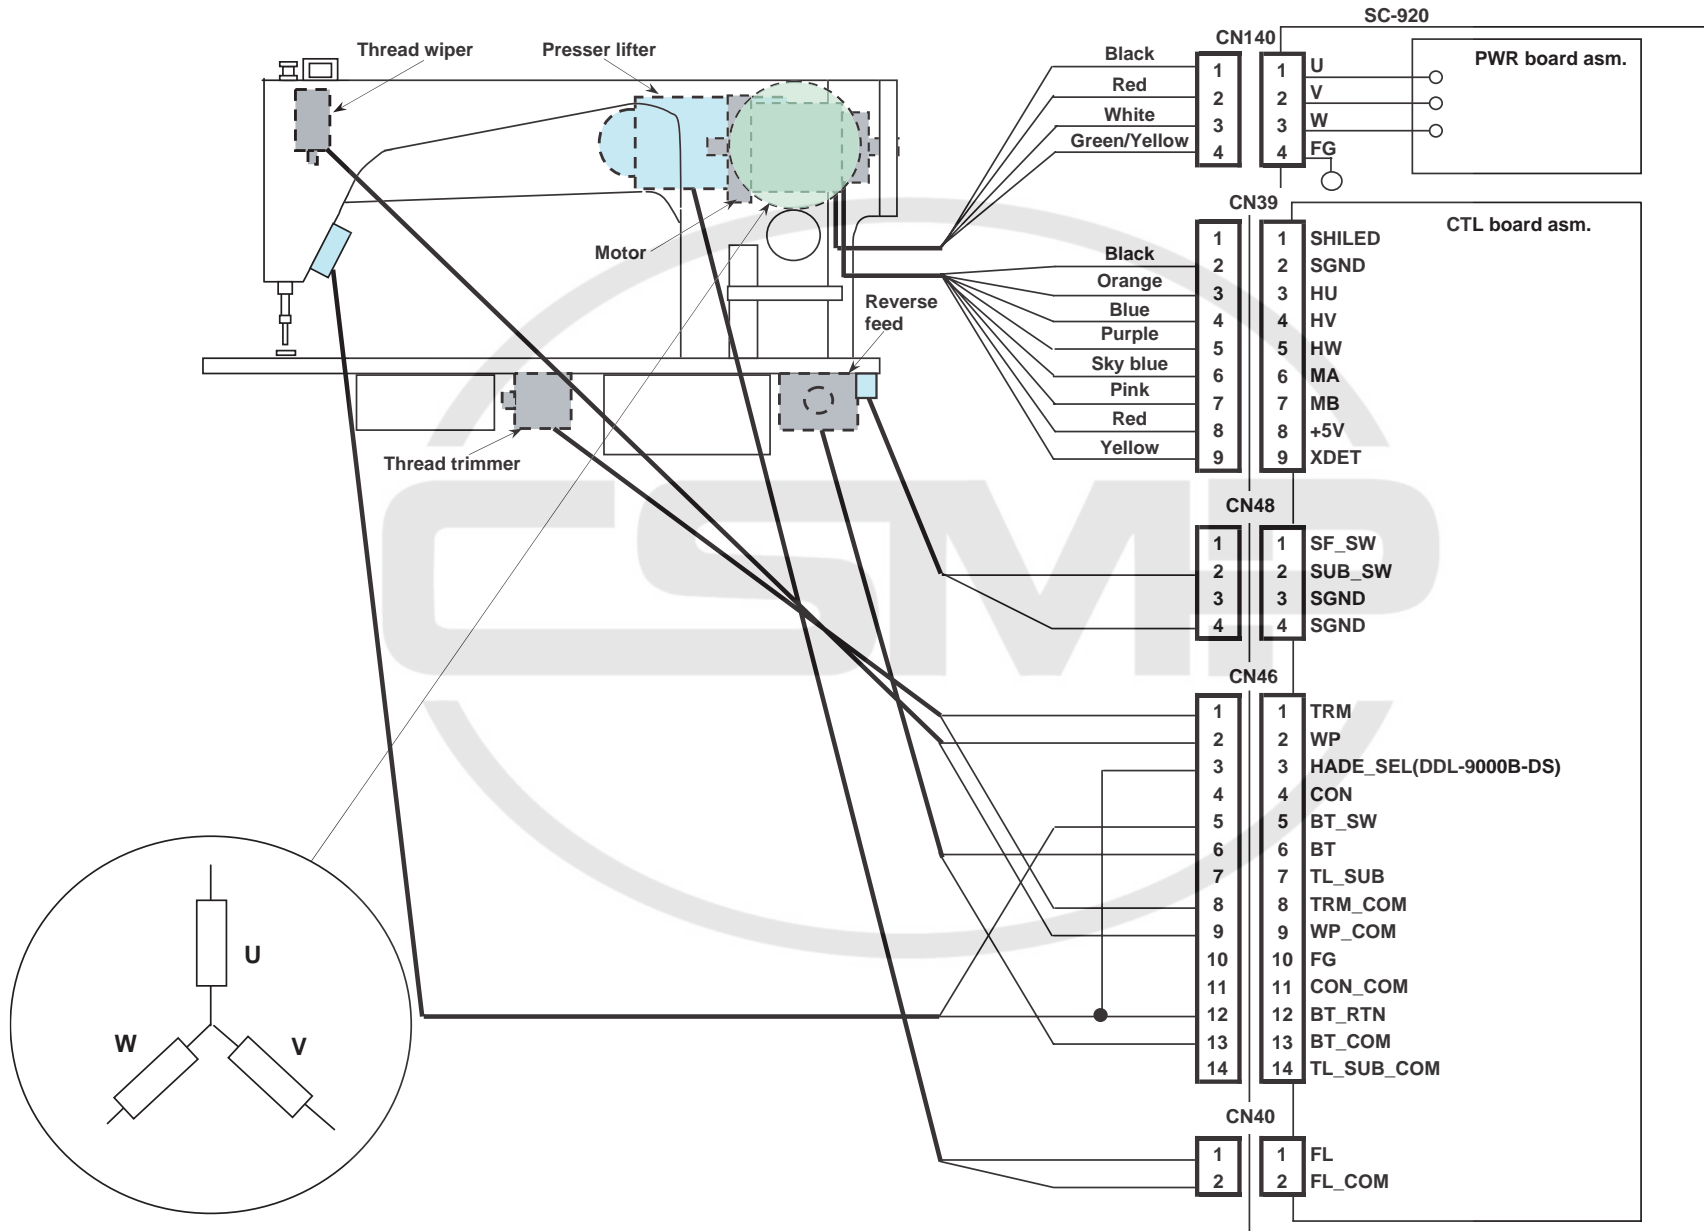 SC-920
Thread wiper
Presser lifter
Motor
Reverse
feed
Thread trimmer
U
W
V
CN140
Black
Red
White
Green/Yellow
1
2
3
4
1 U
2 V
3 W
4 FG
PWR board asm.
CN39
CTL board asm.
Black
Orange
Blue
Purple
Sky blue
Pink
Red
Yellow
1
2
3
4
5
6
7
8
9
1 SHILED
2 SGND
3 HU
4 HV
5 HW
6 MA
7 MB
8 +5V
9 XDET
CN48
1
2
3
4
1 SF_SW
2 SUB_SW
3 SGND
4 SGND
CN46
1
2
3
4
5
6
7
8
9
10
11
12
13
14
1 TRM
2 WP
3 HADE_SEL(DDL-9000B-DS)
4 CON
5 BT_SW
6 BT
7 TL_SUB
8 TRM_COM
9 WP_COM
10 FG
11 CON_COM
12 BT_RTN
13 BT_COM
14 TL_SUB_COM
CN40
1
2
1 FL
2 FL_COM
CSMP